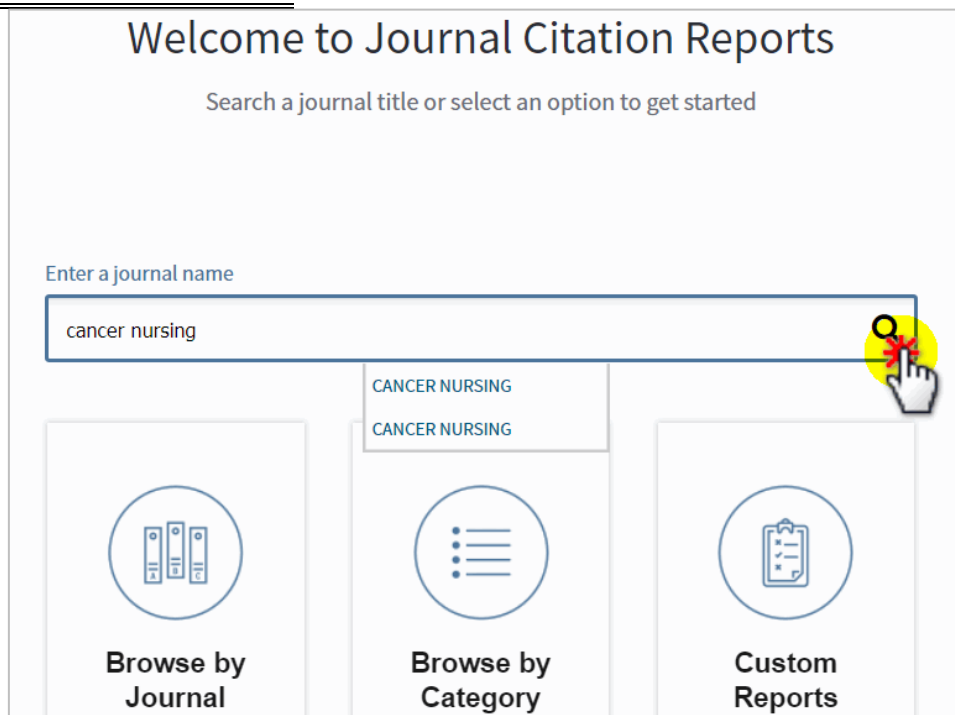 Welcome to Journal Citation Reports
Search a journal title or select an option to get started
Enter a journal name
cancer nursing
CANCER NURSING
CANCER NURSING
A B C
Browse by
Journal
Browse by
Category
Custom
Reports